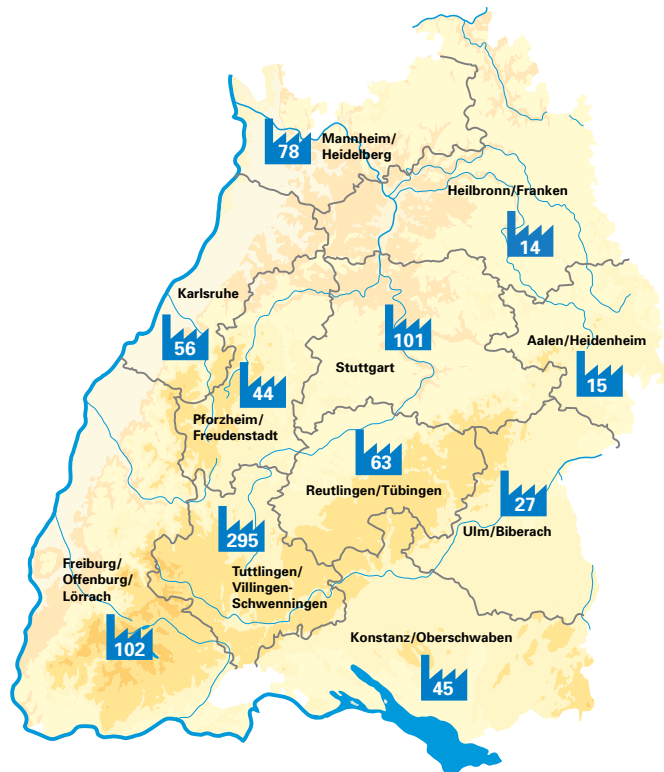 78
Mannheim/
Heidelberg
Heilbronn/Franken
14
Karlsruhe
56
101
Stuttgart
Aalen/Heidenheim
15
44
Pforzheim/
Freudenstadt
63
Reutlingen/Tübingen
27
Ulm/Biberach
295
Tuttlingen/
Villingen-
Schwenningen
Freiburg/
Offenburg/
Lörrach
102
Konstanz/Oberschwaben
45